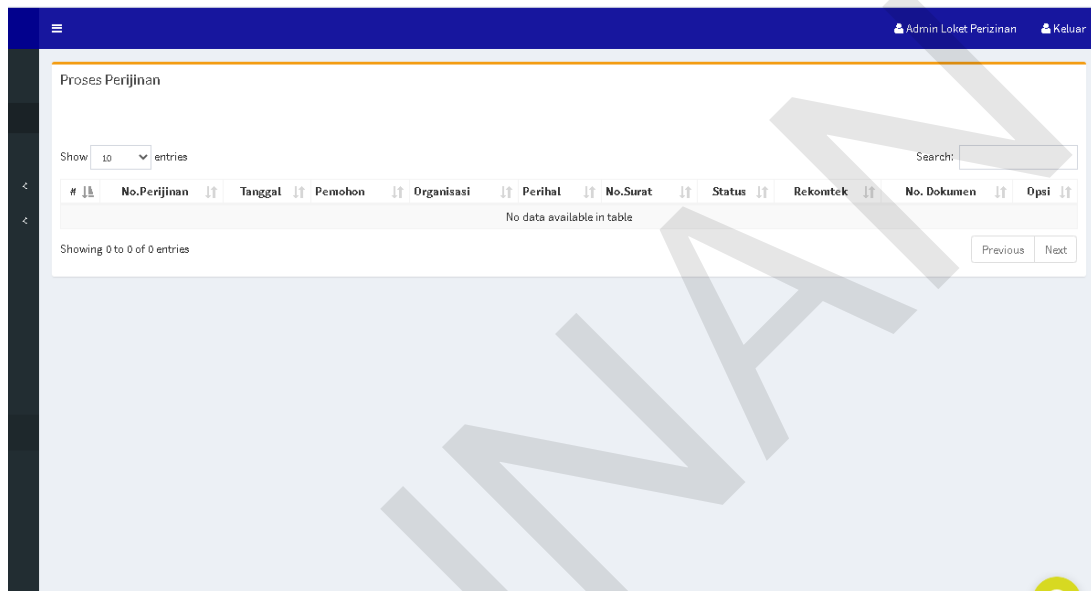 Admin Loket Perizinan Keluar
Proses Perijinan
Show 10 entries Search:
# No.Perijinan Tanggal Pemohon Organisasi Perihal No.Surat Status Rekomtek No. Dokumen Opsi
No data available in table
Showing 0 to 0 of 0 entries Previous Next
INAN